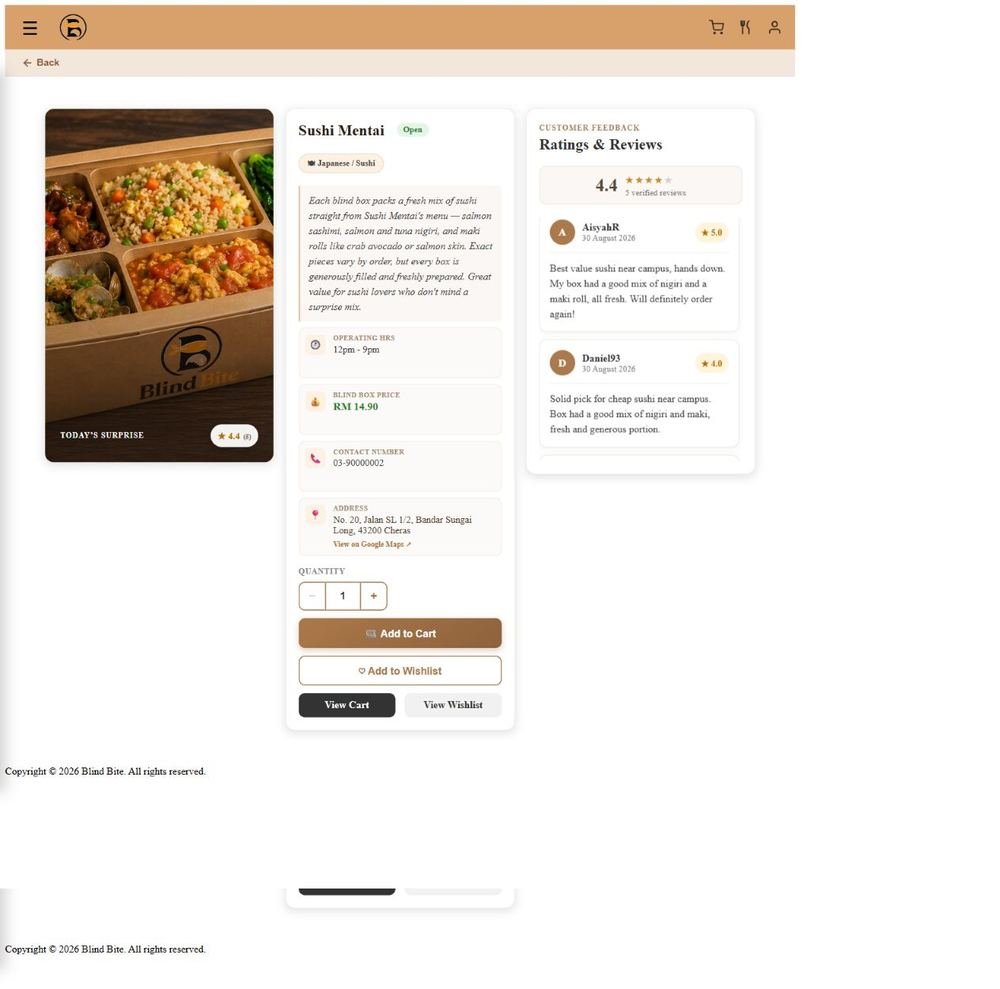 ← Back
BlindBite
TODAY'S SURPRISE
★ 4.4 (5)
Sushi Mentai
Open
Japanese / Sushi
Each blind box packs a fresh mix of sushi
straight from Sushi Mentai's menu — salmon
sashimi, salmon and tuna nigiri, and maki
rolls like crab avocado or salmon skin. Exact
pieces vary by order, but every box is
generously filled and freshly prepared. Great
value for sushi lovers who don't mind a
surprise mix.
OPERATING HRS
12pm - 9pm
BLIND BOX PRICE
RM 14.90
CONTACT NUMBER
03-90000002
ADDRESS
No. 20, Jalan SL 1/2, Bandar Sungai
Long, 43200 Cheras
View on Google Maps ↗
QUANTITY
− 1 +
Add to Cart
♡ Add to Wishlist
View Cart
View Wishlist
CUSTOMER FEEDBACK
Ratings & Reviews
4.4
★★★★★
5 verified reviews
A
AisyahR
30 August 2026
★ 5.0
Best value sushi near campus, hands down.
My box had a good mix of nigiri and a
maki roll, all fresh. Will definitely order
again!
D
Daniel93
30 August 2026
★ 4.0
Solid pick for cheap sushi near campus.
Box had a good mix of nigiri and maki,
fresh and generous portion.
Copyright © 2026 Blind Bite. All rights reserved.
Copyright © 2026 Blind Bite. All rights reserved.